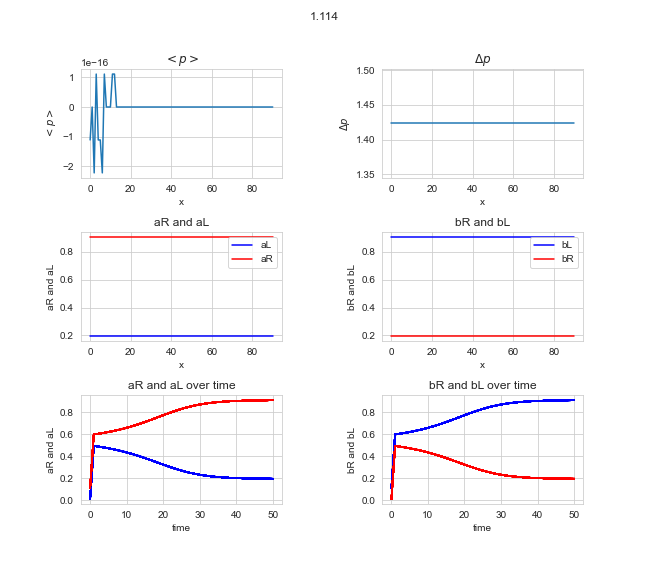 1.114
<p>
Δp
1e−16
1
0
−1
−2
<p>
0 20 40 60 80
x
1.50
1.45
1.40
1.35
Δp
0 20 40 60 80
x
aR and aL
bR and bL
0.8
0.6
0.4
0.2
aR and aL
aL
aR
0 20 40 60 80
x
0.8
0.6
0.4
0.2
bR and bL
bL
bR
0 20 40 60 80
x
aR and aL over time
bR and bL over time
0.8
0.6
0.4
0.2
0.0
aR and aL
0 10 20 30 40 50
time
0.8
0.6
0.4
0.2
0.0
bR and bL
0 10 20 30 40 50
time